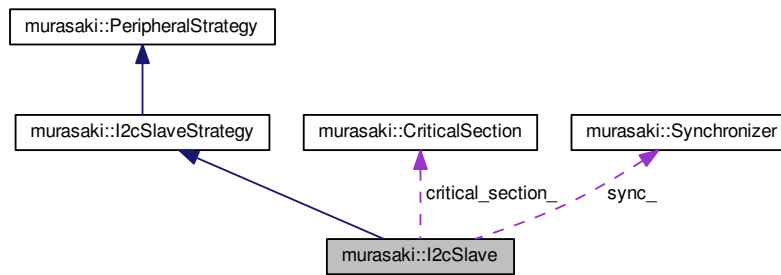 murasaki::PeripheralStrategy
murasaki::I2cSlaveStrategy
murasaki::CriticalSection
murasaki::Synchronizer
critical_section_
sync_
murasaki::I2cSlave